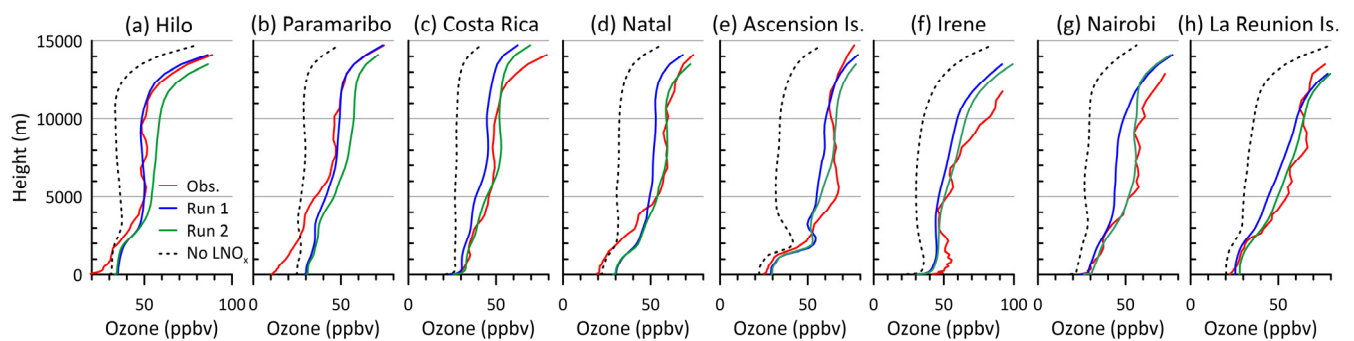 (a) Hilo (b) Paramaribo (c) Costa Rica (d) Natal (e) Ascension Is. (f) Irene (g) Nairobi (h) La Reunion Is.
15000
10000
5000
0
Height (m)
Obs.
Run 1
Run 2
No LNOx
50 100 0 50 0 50 0 50 0 50 0 50 100 0 50 0 50
Ozone (ppbv) Ozone (ppbv) Ozone (ppbv) Ozone (ppbv) Ozone (ppbv) Ozone (ppbv) Ozone (ppbv) Ozone (ppbv)